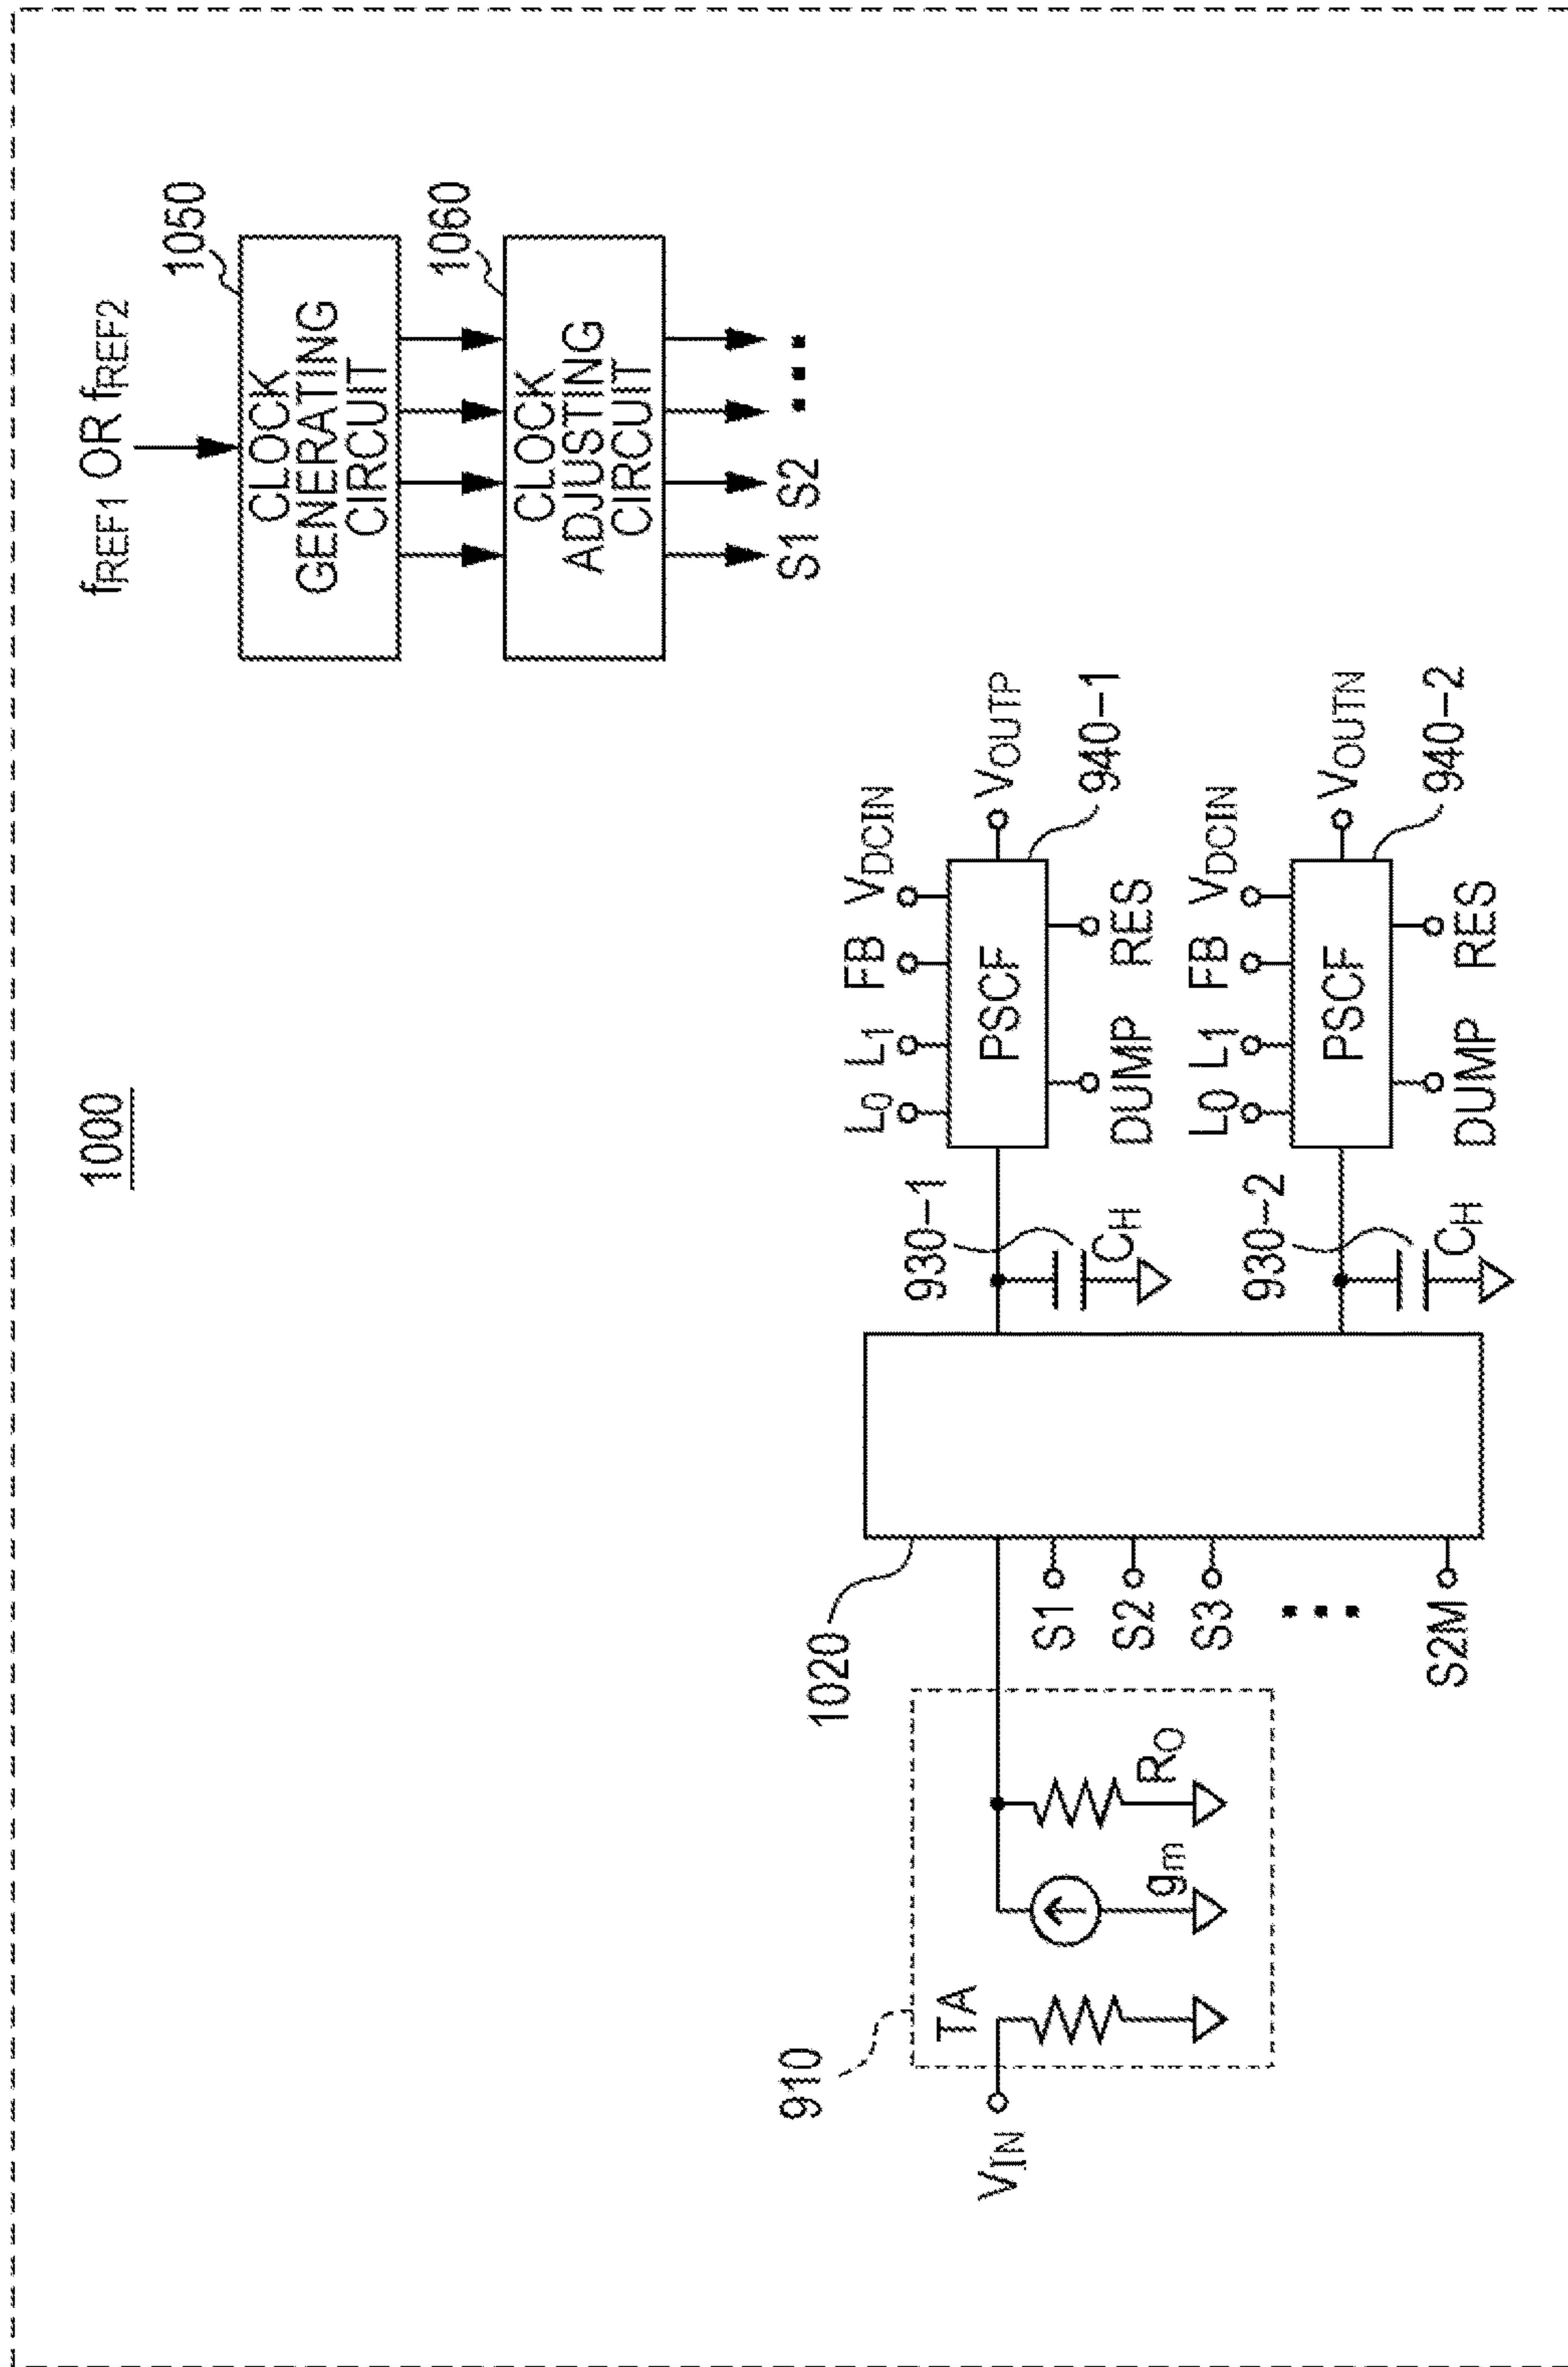 1000
fREF1 OR fREF2
1050
CLOCK
GENERATING
CIRCUIT
1060
CLOCK
ADJUSTING
CIRCUIT
S1 S2 ...
910
TA
VIN
gm
RO
1020
S1
S2
S3
S2M
930-1
CH
L0 L1 FB VDCIN
PSCF
VOUTP
940-1
DUMP RES
930-2
CH
L0 L1 FB VDCIN
PSCF
VOUTN
940-2
DUMP RES